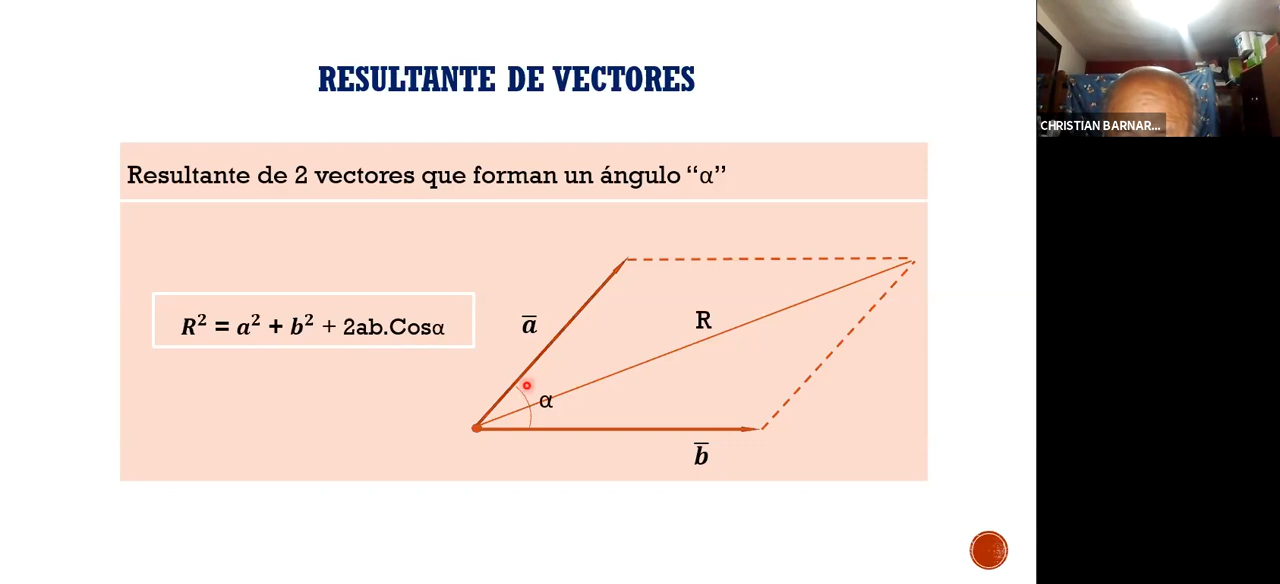 RESULTANTE DE VECTORES
CHRISTIAN BARNAR...
Resultante de 2 vectores que forman un ángulo “α”
R² = a² + b² + 2ab.Cosα
a̅
R
α
b̅